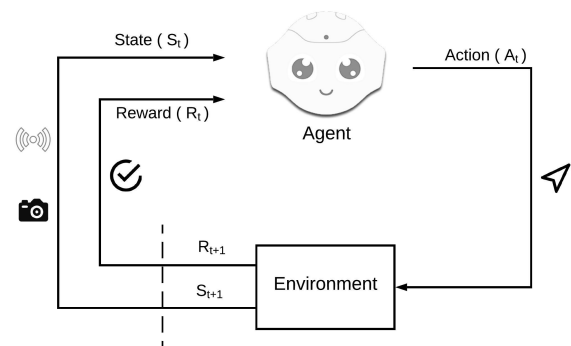 State ( Sₜ )
Action ( Aₜ )
Reward ( Rₜ )
Agent
Rₜ₊₁
Environment
Sₜ₊₁